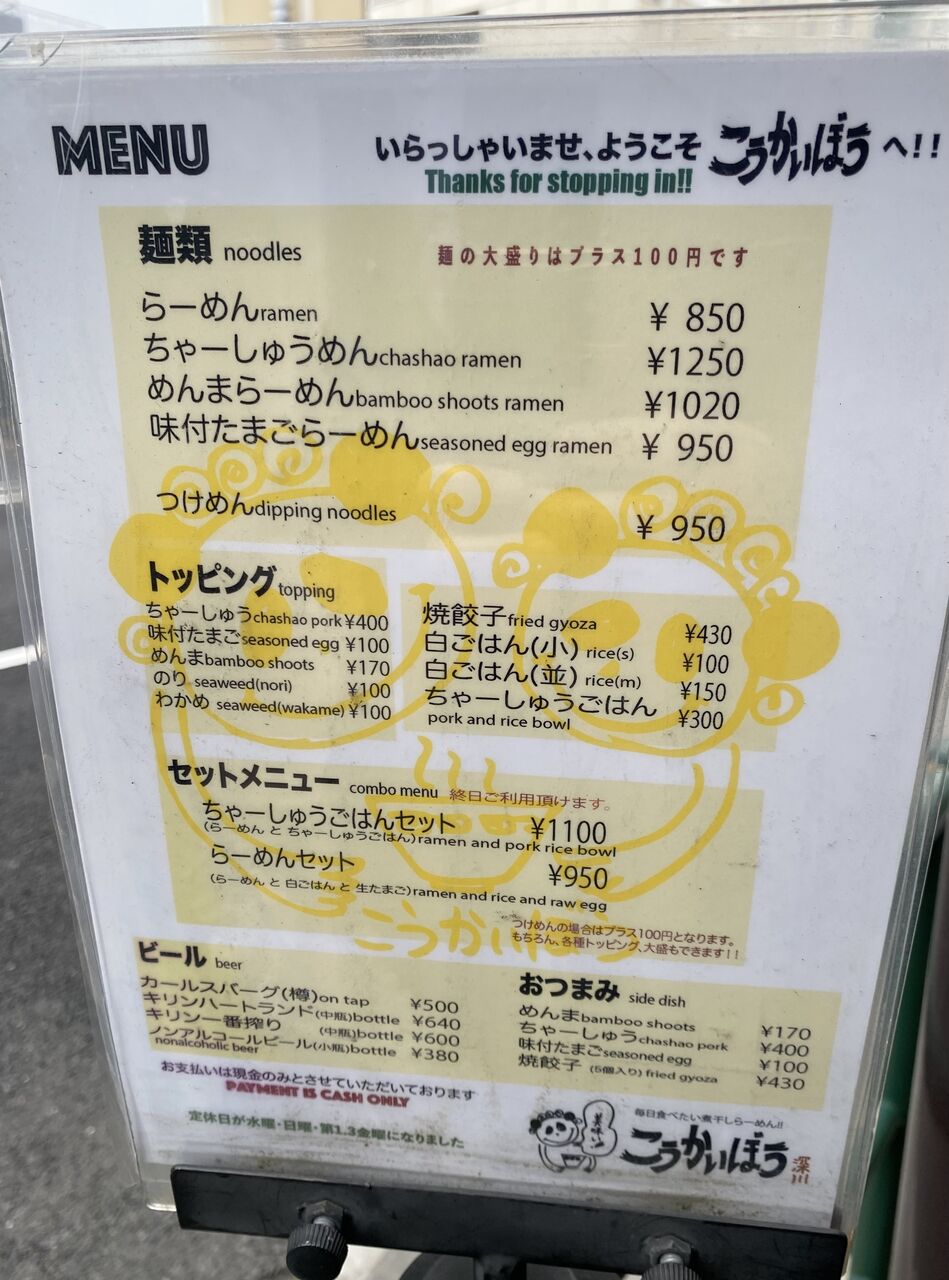 MENU
いらっしゃいませ、ようこそ こうかいぼう へ!!
Thanks for stopping in!!
麺類 noodles
麺の大盛りはプラス100円です
らーめんramen ¥ 850
ちゃーしゅうめんchashao ramen ¥1250
めんまらーめんbamboo shoots ramen ¥1020
味付たまごらーめんseasoned egg ramen ¥ 950
つけめんdipping noodles ¥ 950
トッピング topping
ちゃーしゅうchashao pork ¥400
味付たまごseasoned egg ¥100
めんまbamboo shoots ¥170
のり seaweed(nori) ¥100
わかめ seaweed(wakame) ¥100
焼餃子fried gyoza ¥430
白ごはん(小) rice(s) ¥100
白ごはん(並) rice(m) ¥150
ちゃーしゅうごはん ¥300
pork and rice bowl
セットメニュー combo menu 終日ご利用頂けます。
ちゃーしゅうごはんセット ¥1100
(らーめん と ちゃーしゅうごはん)ramen and pork rice bowl
らーめんセット ¥950
(らーめん と 白ごはん と 生たまご)ramen and rice and raw egg
こうかいぼう
つけめんの場合はプラス100円となります。
もちろん、各種トッピング、大盛もできます!!
ビール beer
カールスバーグ(樽)on tap ¥500
キリンハートランド(中瓶)bottle ¥640
キリン一番搾り (中瓶)bottle ¥600
ノンアルコールビール(小瓶)bottle ¥380
nonalcoholic beer
おつまみ side dish
めんまbamboo shoots ¥170
ちゃーしゅうchashao pork ¥400
味付たまごseasoned egg ¥100
焼餃子 (5個入り) fried gyoza ¥430
お支払いは現金のみとさせていただいております
PAYMENT IS CASH ONLY
定休日が水曜・日曜・第1.3金曜になりました
毎日食べたい煮干しらーめん!!
美味い!
こうかいぼう 深川